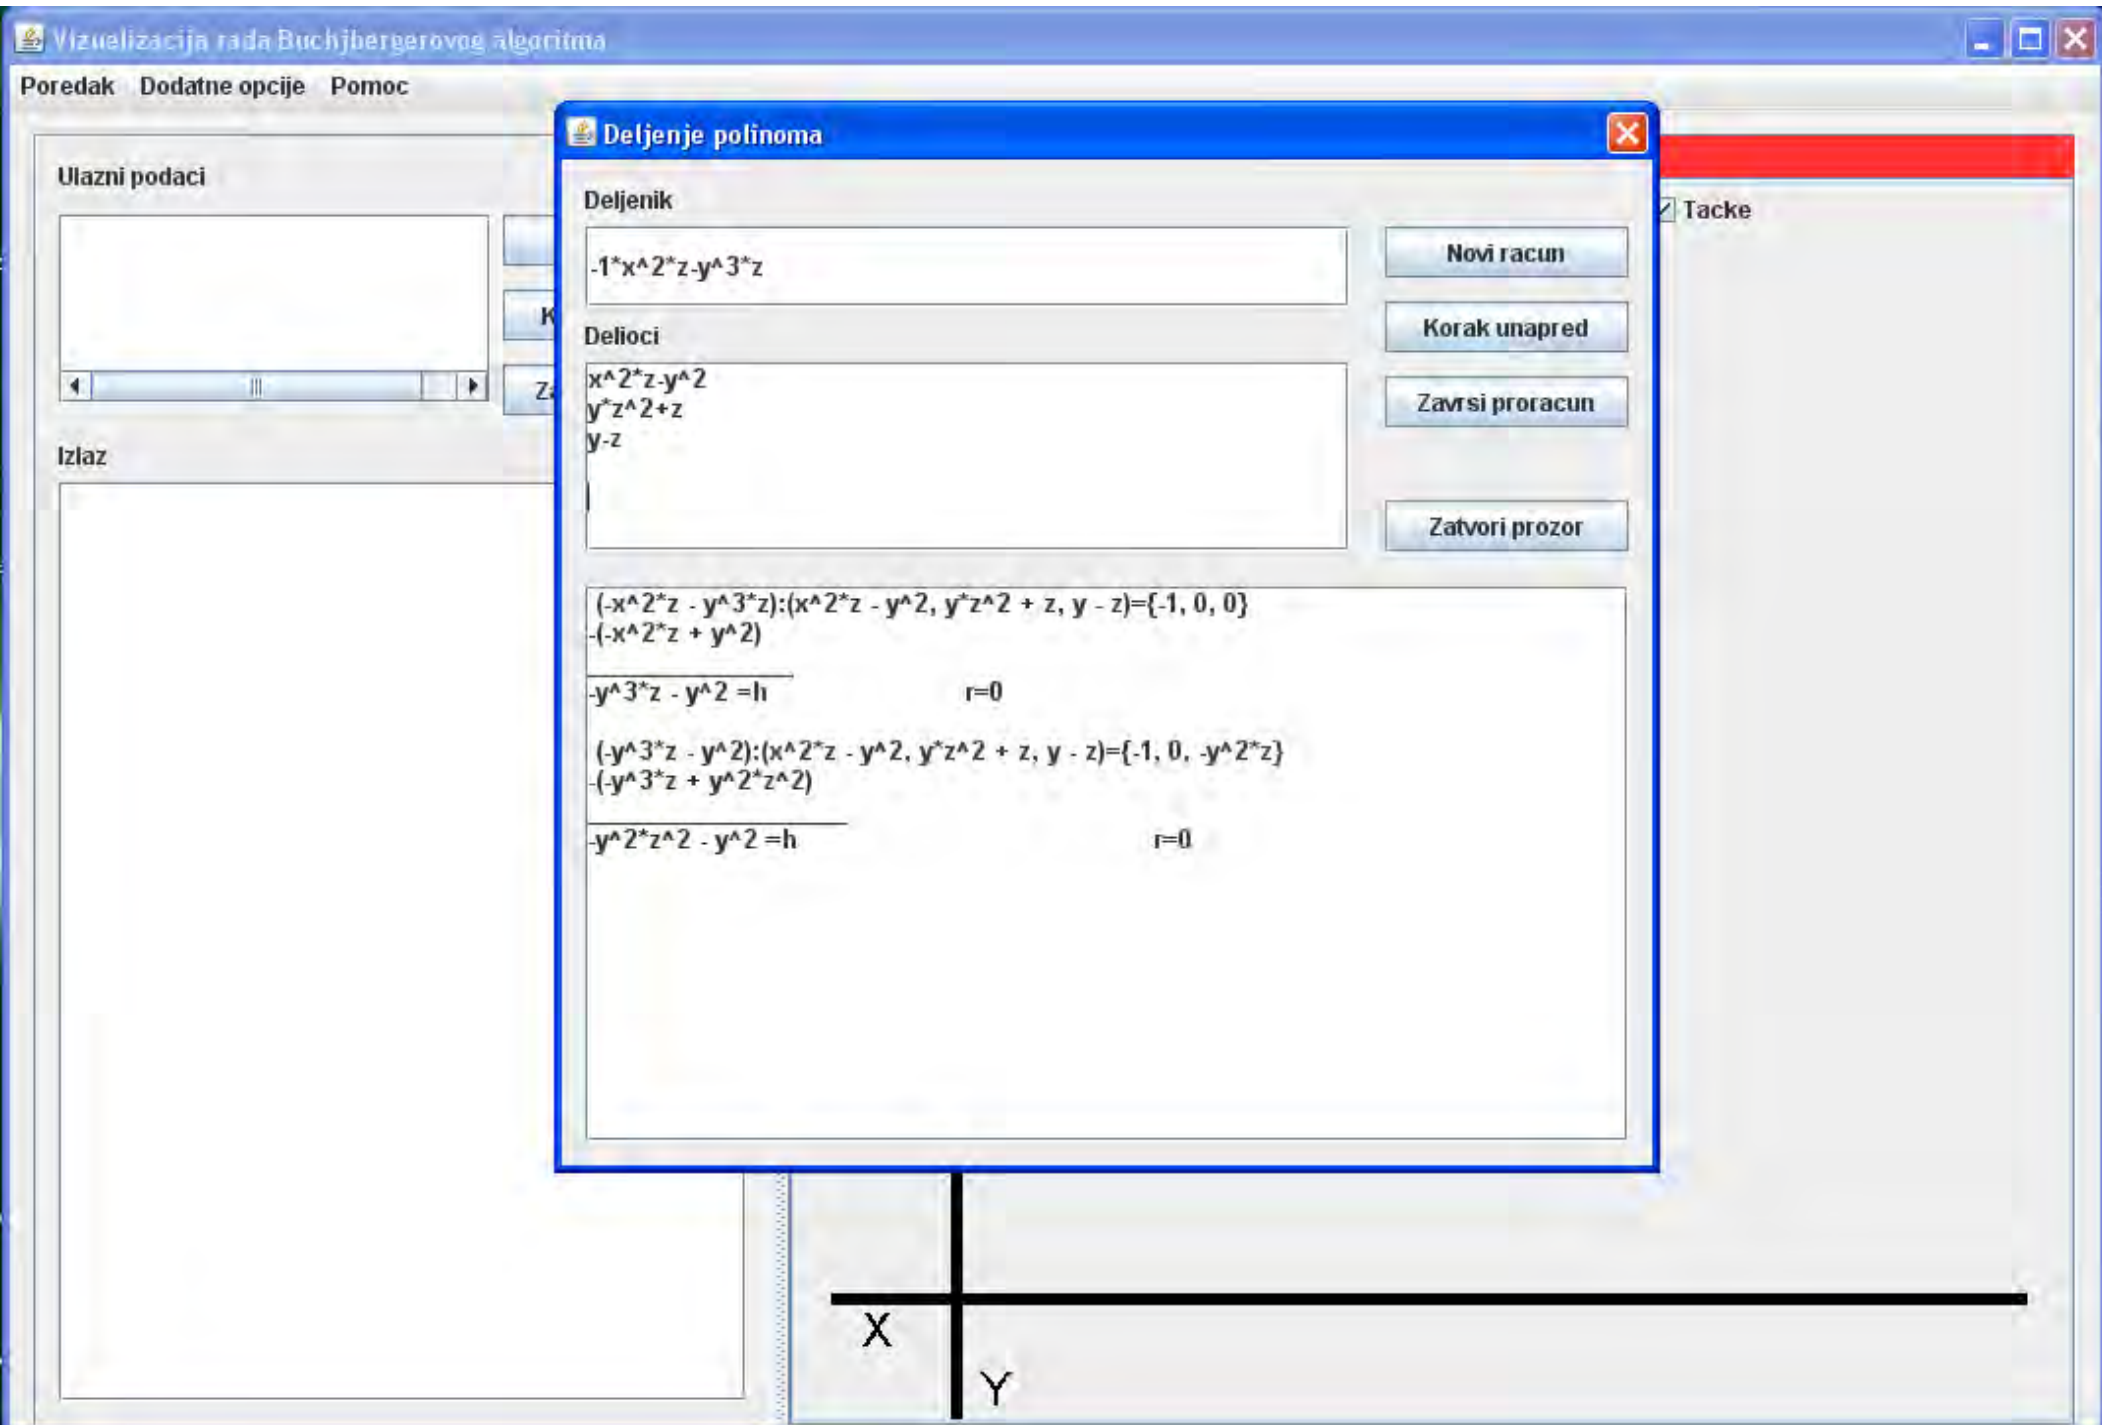 Vizuelizacija rada Buchjbergerovog algoritma
Poredak Dodatne opcije Pomoc
Ulazni podaci
K
Za
Izlaz
Deljenje polinoma
Deljenik
-1*x^2*z-y^3*z
Delioci
x^2*z-y^2
y*z^2+z
y-z
Novi racun
Korak unapred
Zavrsi proracun
Zatvori prozor
(-x^2*z - y^3*z):(x^2*z - y^2, y*z^2 + z, y - z)={-1, 0, 0}
-(-x^2*z + y^2)
-y^3*z - y^2 =h r=0
(-y^3*z - y^2):(x^2*z - y^2, y*z^2 + z, y - z)={-1, 0, -y^2*z}
-(-y^3*z + y^2*z^2)
-y^2*z^2 - y^2 =h r=0
Tacke
X
Y